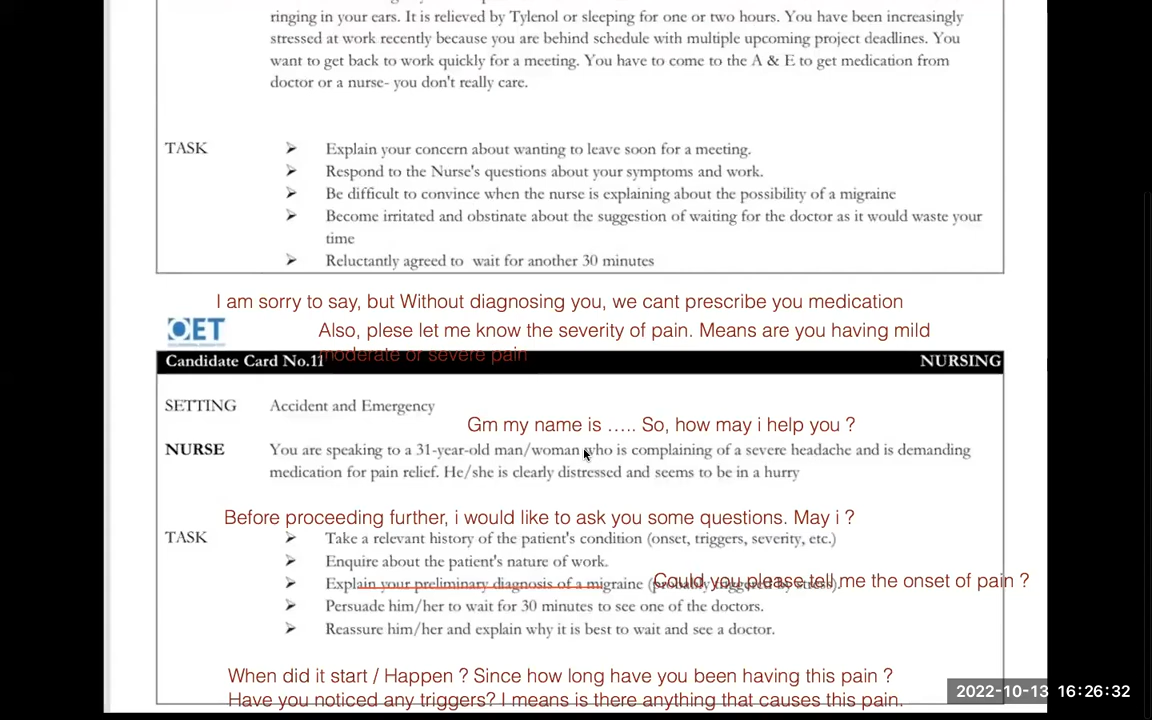 ringing in your ears. It is relieved by Tylenol or sleeping for one or two hours. You have been increasingly
stressed at work recently because you are behind schedule with multiple upcoming project deadlines. You
want to get back to work quickly for a meeting. You have to come to the A & E to get medication from
doctor or a nurse- you don't really care.
TASK
➢ Explain your concern about wanting to leave soon for a meeting.
➢ Respond to the Nurse's questions about your symptoms and work.
➢ Be difficult to convince when the nurse is explaining about the possibility of a migraine
➢ Become irritated and obstinate about the suggestion of waiting for the doctor as it would waste your
time
➢ Reluctantly agreed to wait for another 30 minutes
I am sorry to say, but Without diagnosing you, we cant prescribe you medication
OET
Also, plese let me know the severity of pain. Means are you having mild
moderate or severe pain
Candidate Card No.11 NURSING
SETTING Accident and Emergency
Gm my name is ….. So, how may i help you ?
NURSE You are speaking to a 31-year-old man/woman who is complaining of a severe headache and is demanding
medication for pain relief. He/she is clearly distressed and seems to be in a hurry
Before proceeding further, i would like to ask you some questions. May i ?
TASK ➢ Take a relevant history of the patient's condition (onset, triggers, severity, etc.)
➢ Enquire about the patient's nature of work.
➢ Explain your preliminary diagnosis of a migraine (probably triggered by stress).
Could you please tell me the onset of pain ?
➢ Persuade him/her to wait for 30 minutes to see one of the doctors.
➢ Reassure him/her and explain why it is best to wait and see a doctor.
When did it start / Happen ? Since how long have you been having this pain ?
Have you noticed any triggers? I means is there anything that causes this pain.
2022-10-13 16:26:32